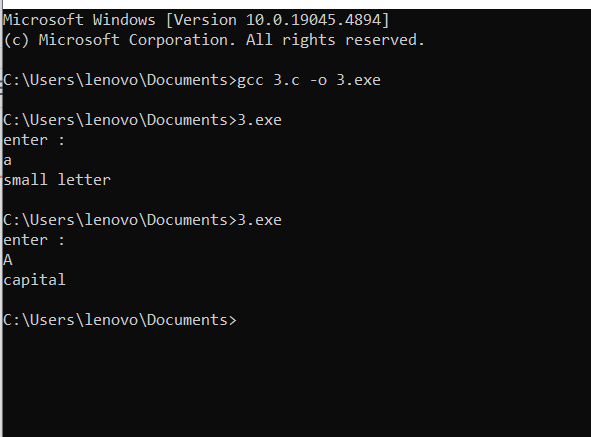 Microsoft Windows [Version 10.0.19045.4894]
(c) Microsoft Corporation. All rights reserved.
C:\Users\lenovo\Documents>gcc 3.c -o 3.exe
C:\Users\lenovo\Documents>3.exe
enter :
a
small letter
C:\Users\lenovo\Documents>3.exe
enter :
A
capital
C:\Users\lenovo\Documents>